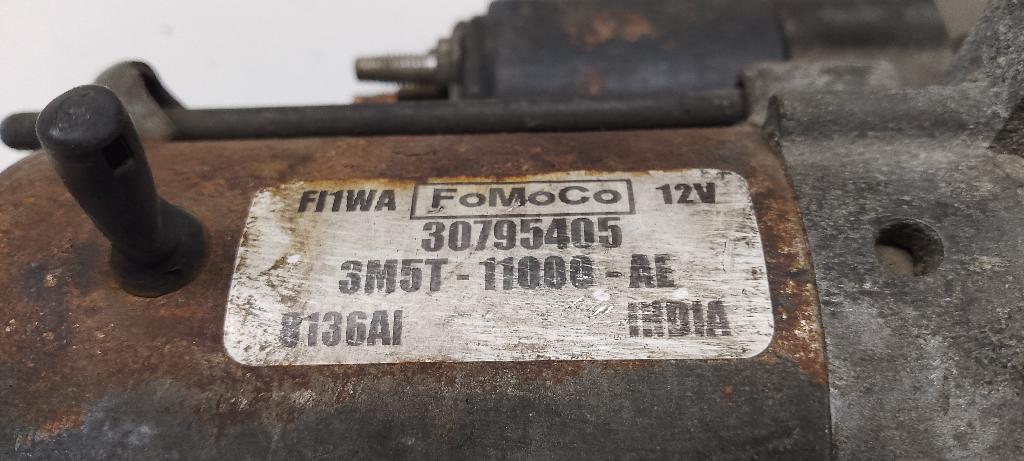 FI1WA FoMoCo 12V
30795405
3M5T - 11000 - AE
8136AI INDIA